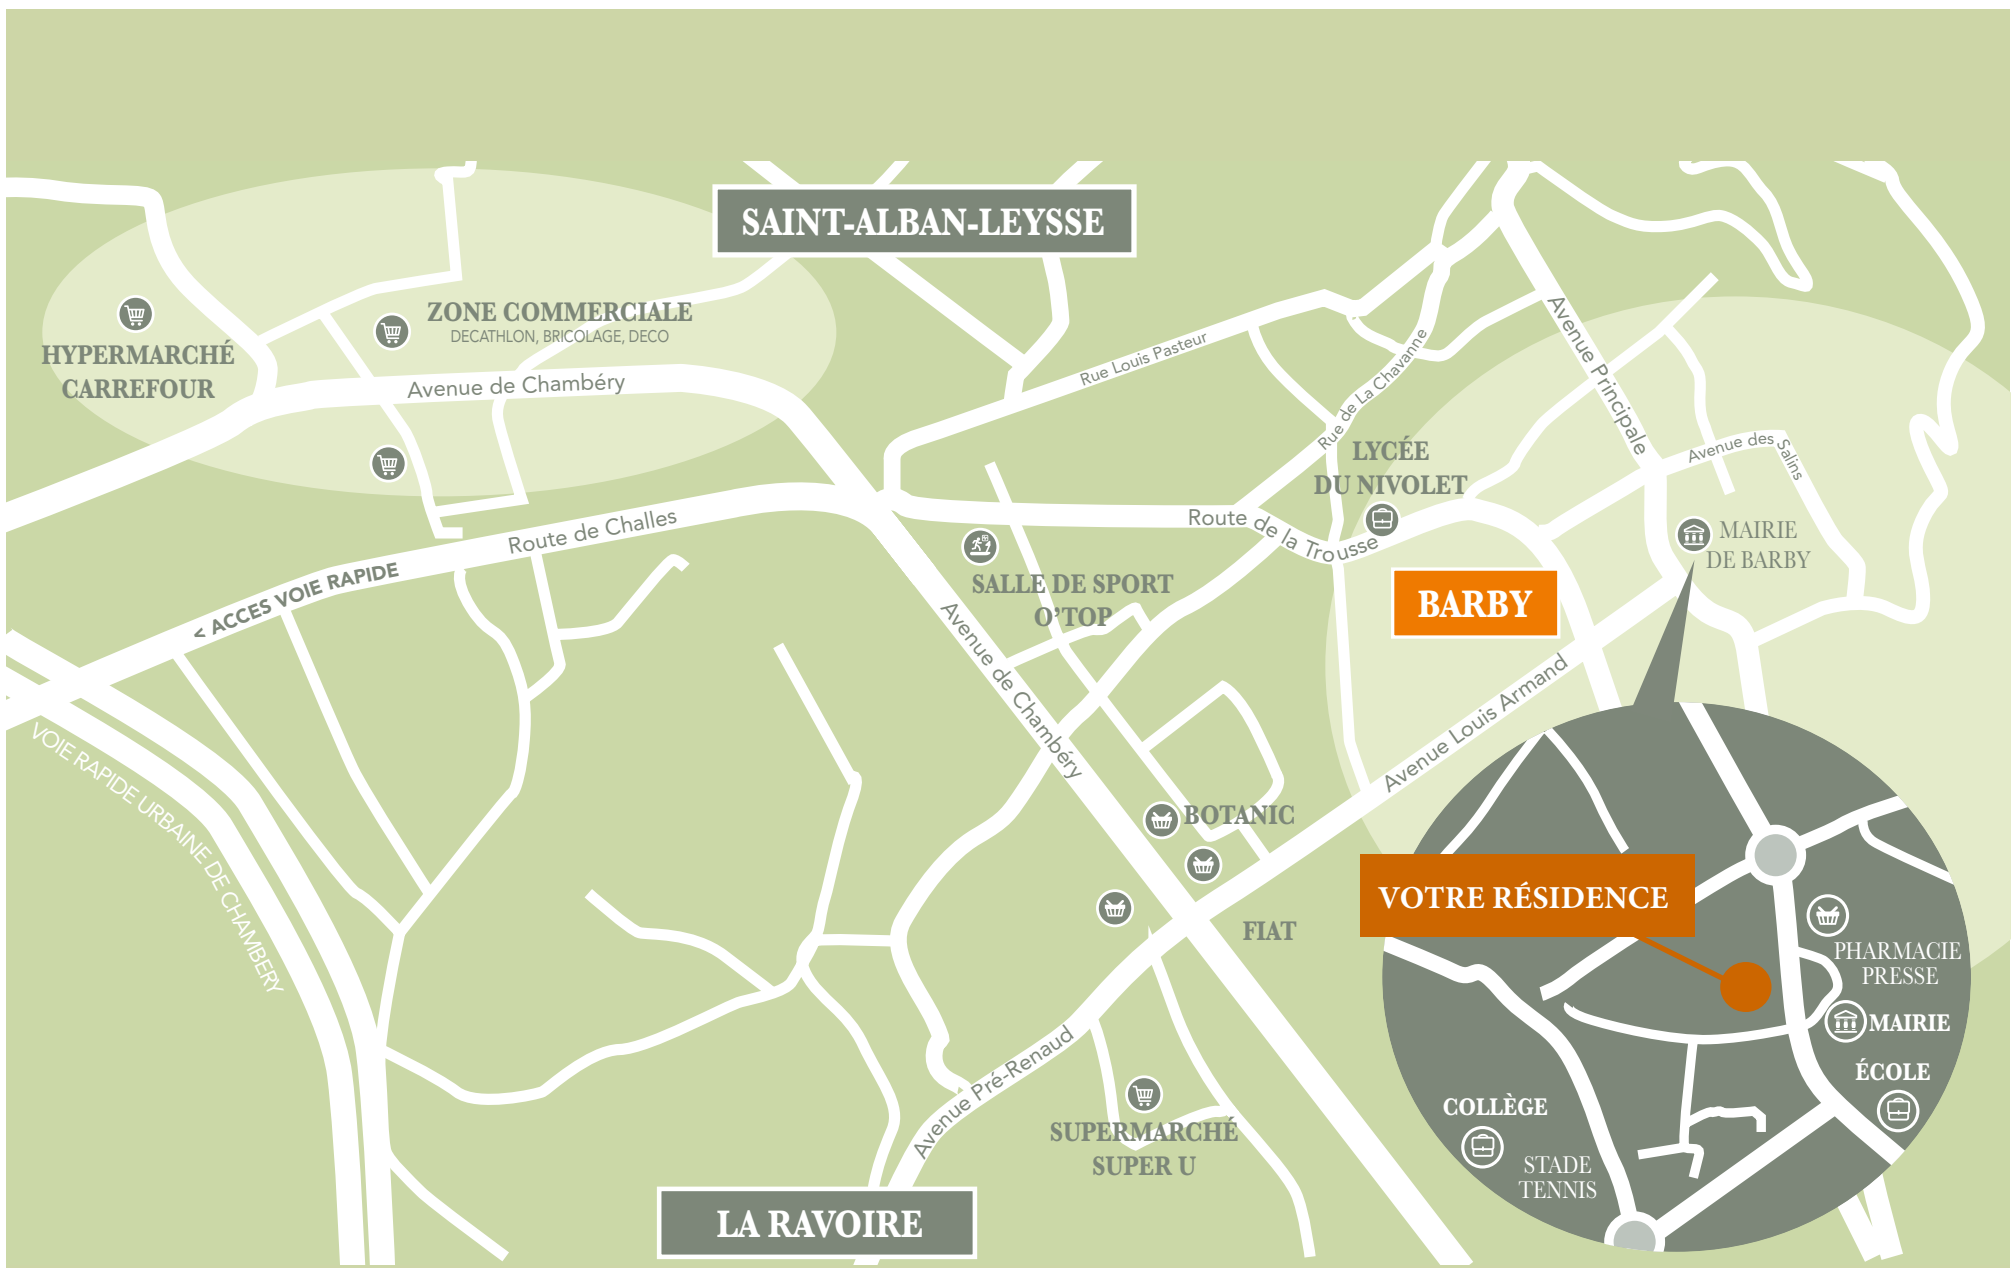 SAINT-ALBAN-LEYSSE
ZONE COMMERCIALE
DECATHLON, BRICOLAGE, DECO
HYPERMARCHÉ
CARREFOUR
Avenue de Chambéry
Rue Louis Pasteur
Rue de La Chavanne
Avenue Principale
Avenue des
Salins
LYCÉE
DU NIVOLET
Route de Challes
Route de la Trousse
MAIRIE
DE BARBY
< ACCES VOIE RAPIDE
SALLE DE SPORT
O'TOP
BARBY
Avenue de Chambéry
Avenue Louis Armand
VOIE RAPIDE URBAINE DE CHAMBERY
BOTANIC
FIAT
VOTRE RÉSIDENCE
PHARMACIE
PRESSE
MAIRIE
ÉCOLE
COLLÈGE
STADE
TENNIS
Avenue Pré-Renaud
SUPERMARCHÉ
SUPER U
LA RAVOIRE